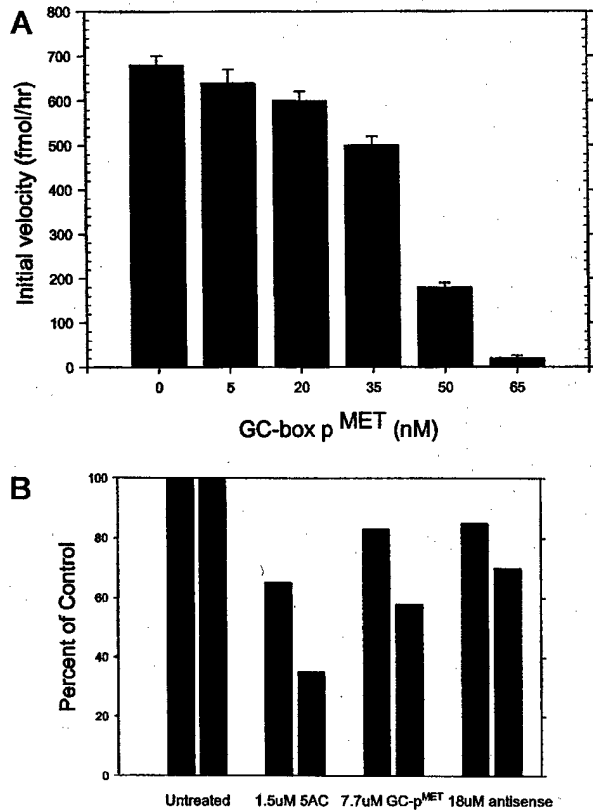 A
Initial velocity (fmol/hr)
800
700
600
500
400
300
200
100
0
0 5 20 35 50 65
GC-box p MET (nM)
B
Percent of Control
100
80
60
40
20
0
Untreated 1.5uM 5AC 7.7uM GC-pMET 18uM antisense